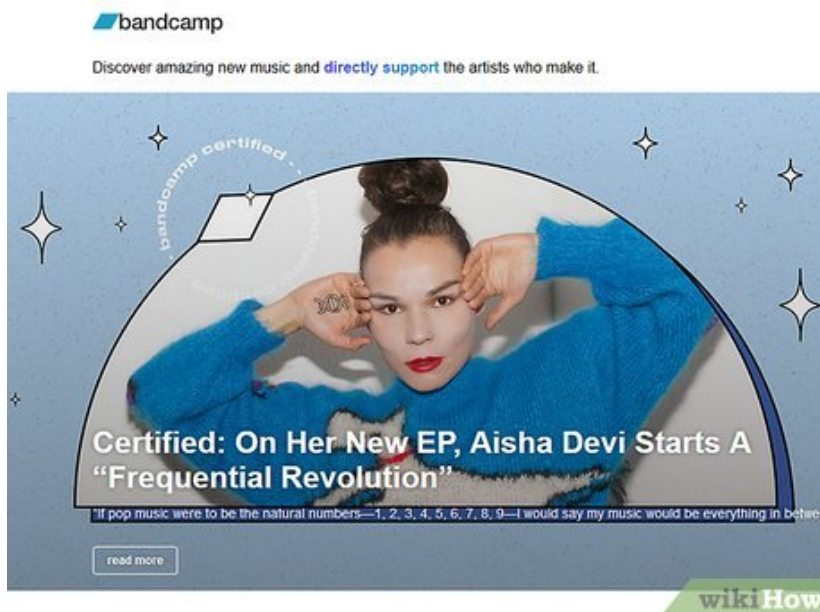 bandcamp
Discover amazing new music and directly support the artists who make it.
bandcamp certified
Certified: On Her New EP, Aisha Devi Starts A
“Frequential Revolution”
"If pop music were to be the natural numbers—1, 2, 3, 4, 5, 6, 7, 8, 9—I would say my music would be everything in
read more
wikiHow